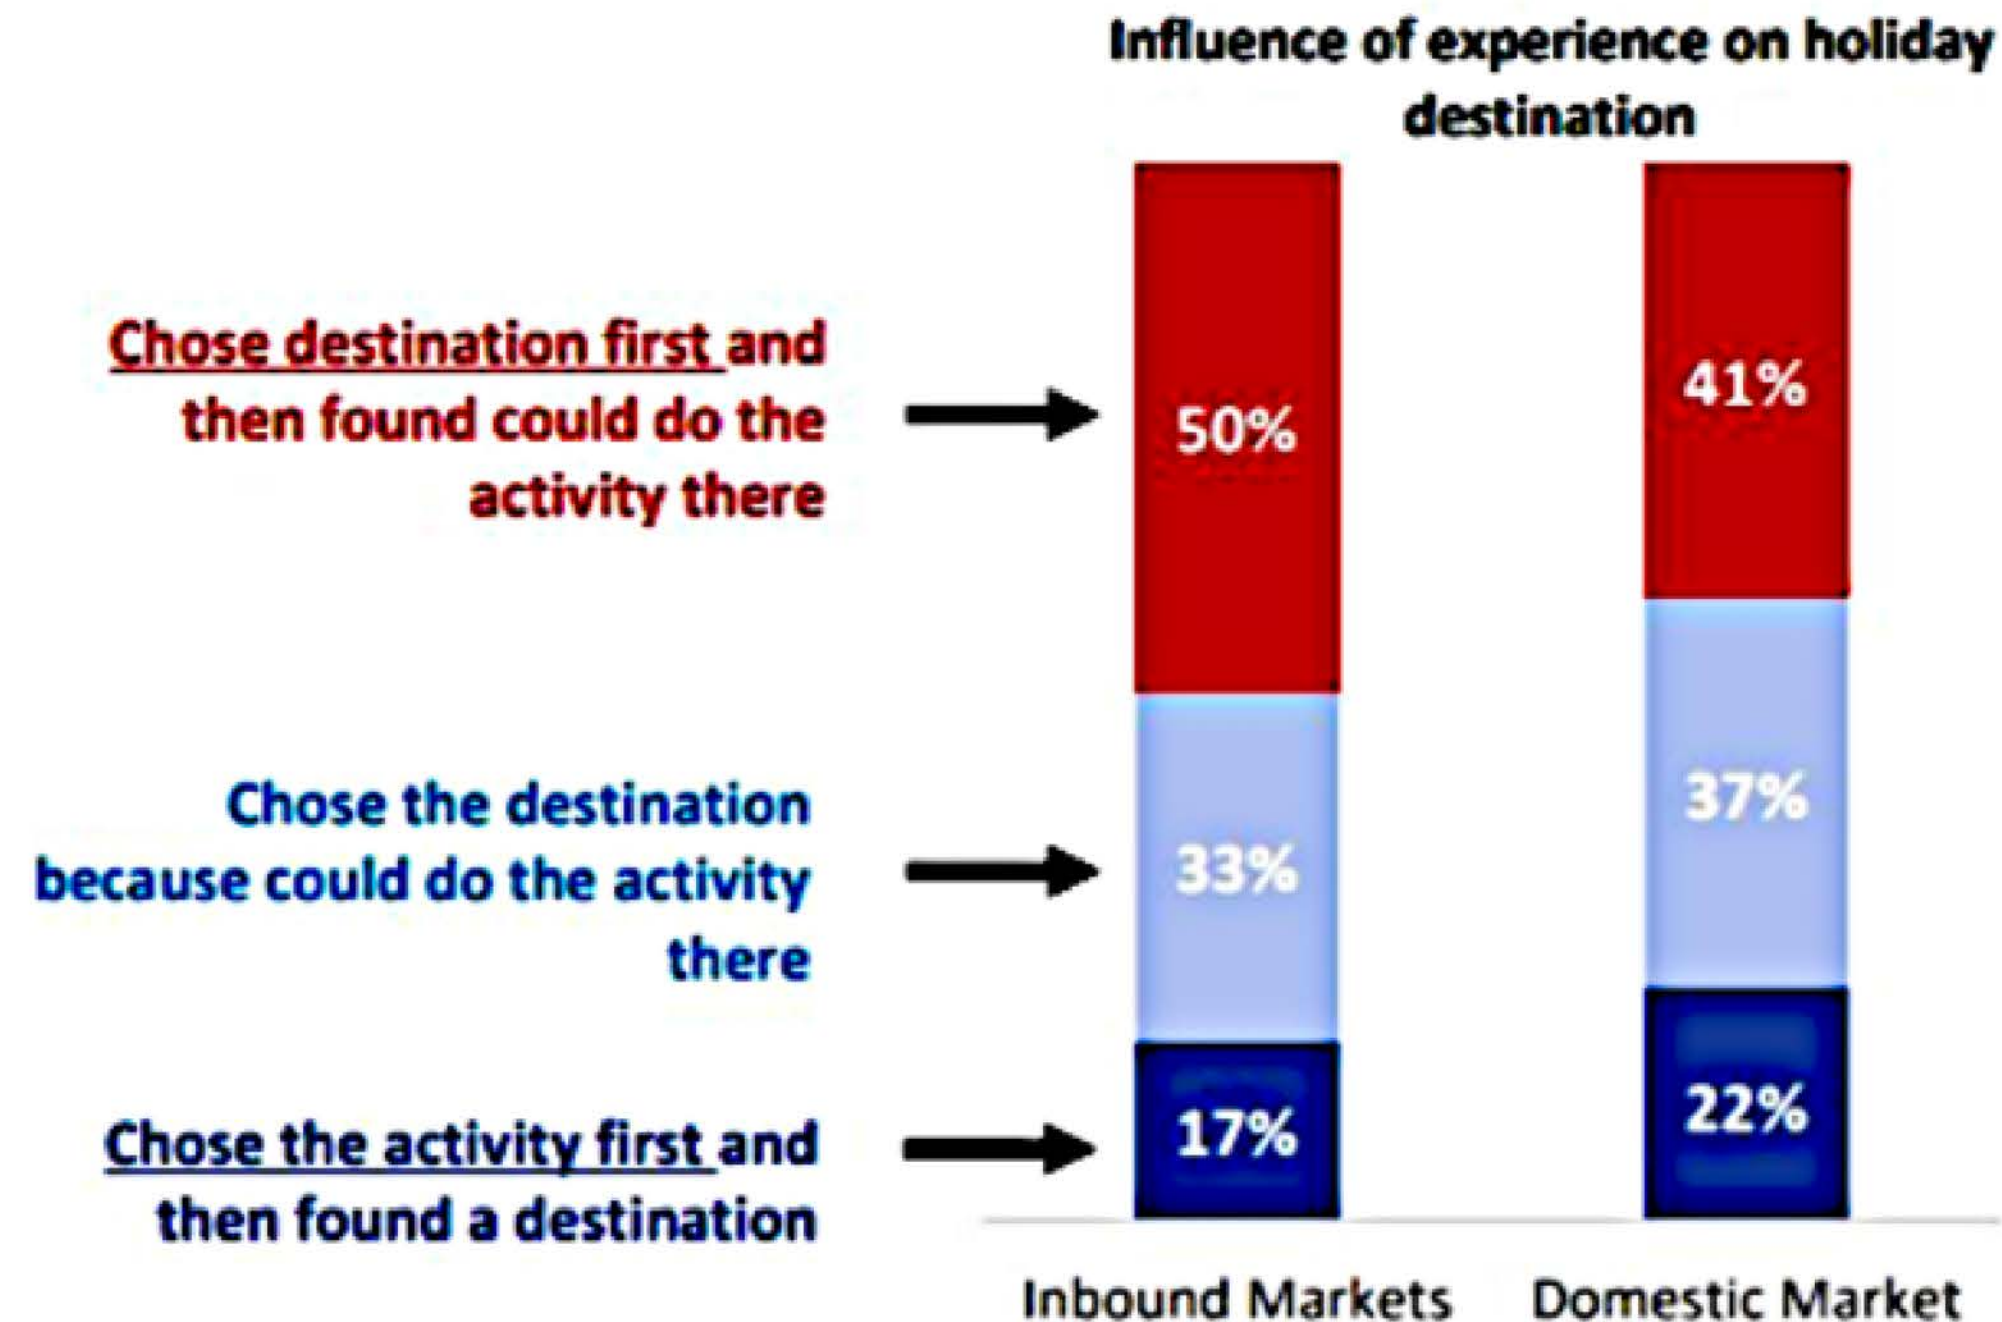 Influence of experience on holiday
destination
Chose destination first and
then found could do the
activity there
50%
41%
Chose the destination
because could do the activity
there
33%
37%
Chose the activity first and
then found a destination
17%
22%
Inbound Markets
Domestic Market